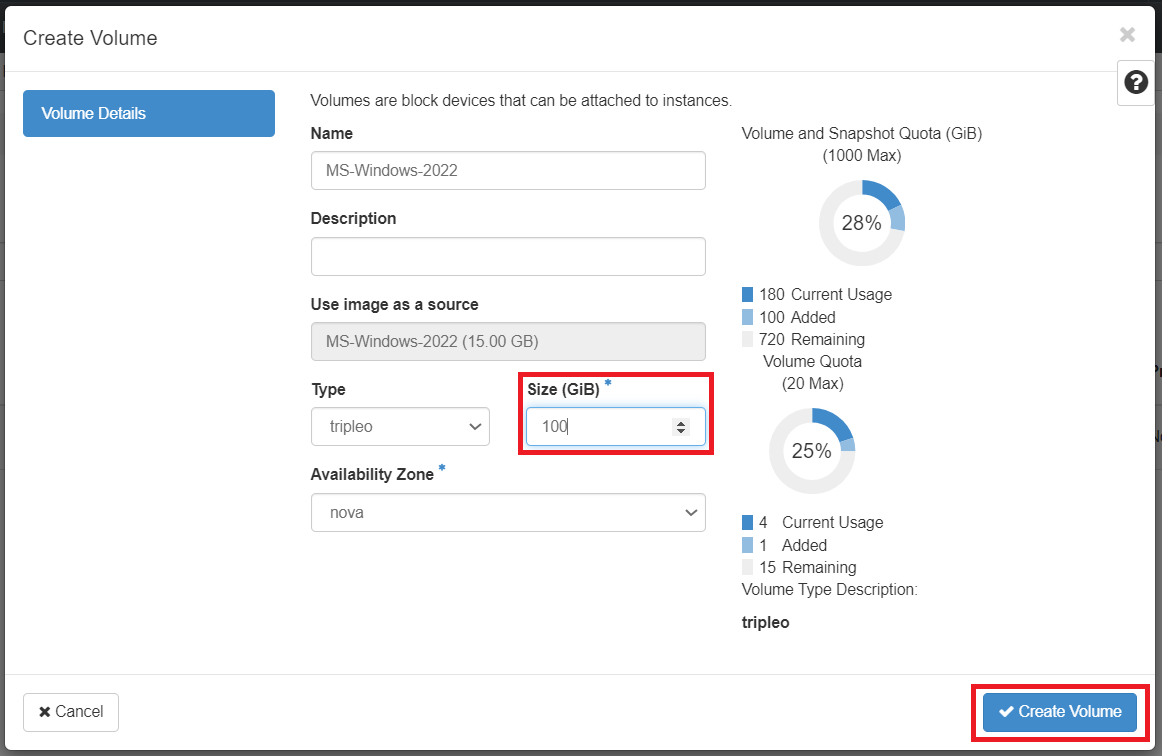 Create Volume
×
Volume Details
Volumes are block devices that can be attached to instances.
Name
MS-Windows-2022
Description
Use image as a source
MS-Windows-2022 (15.00 GB)
Type
Size (GiB) *
tripleo
100
Availability Zone *
nova
Volume and Snapshot Quota (GiB)
(1000 Max)
28%
180 Current Usage
100 Added
720 Remaining
Volume Quota
(20 Max)
25%
4 Current Usage
1 Added
15 Remaining
Volume Type Description:
tripleo
Cancel
Create Volume